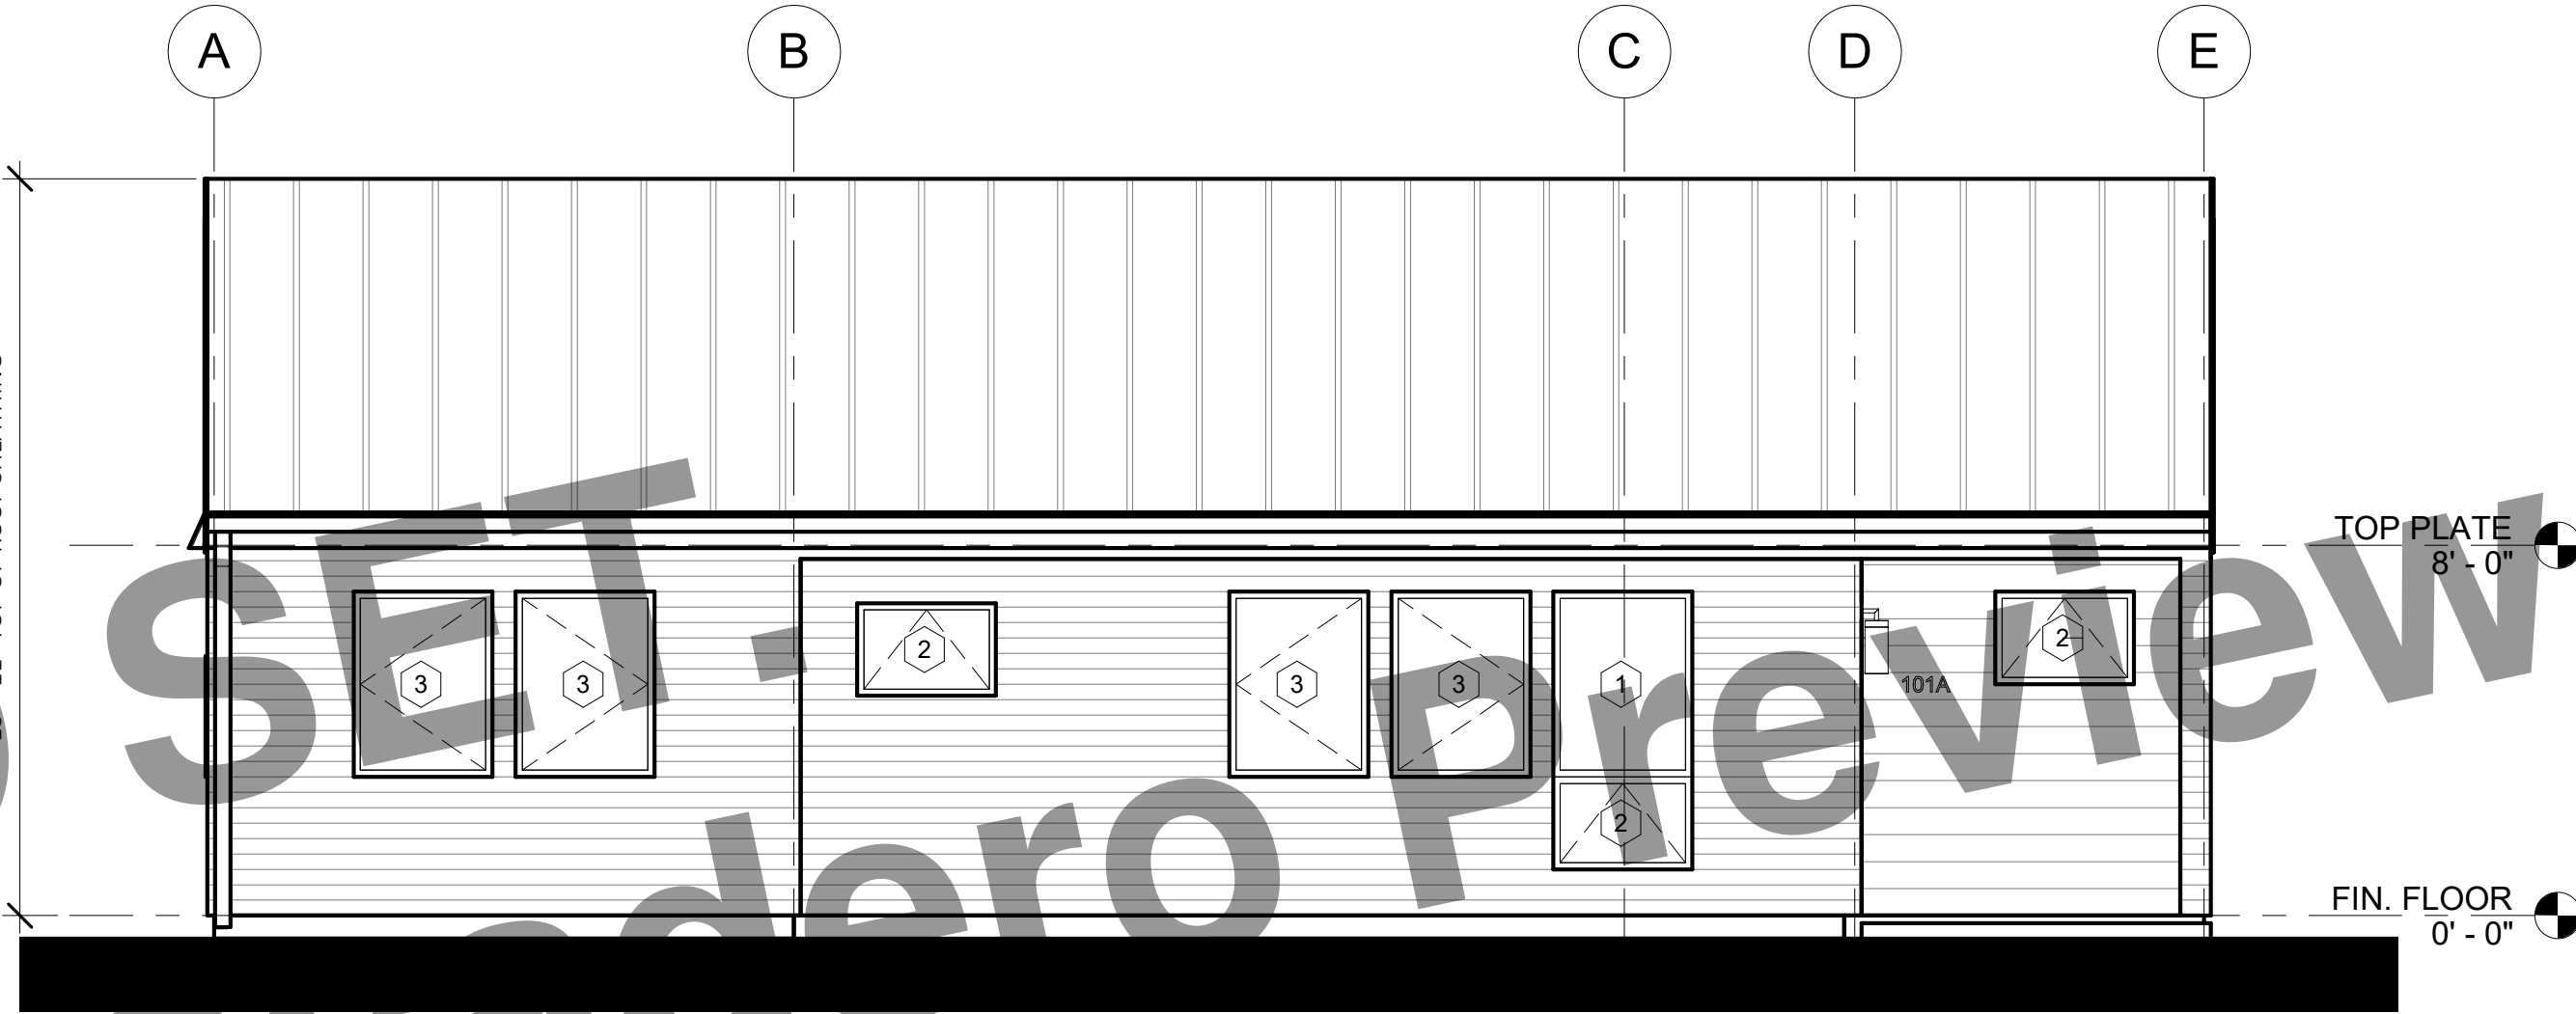 A
B
C
D
E
TOP PLATE
8' - 0"
3
3
2
3
3
1
2
101A
2
FIN. FLOOR
0' - 0"
SET.
Preview